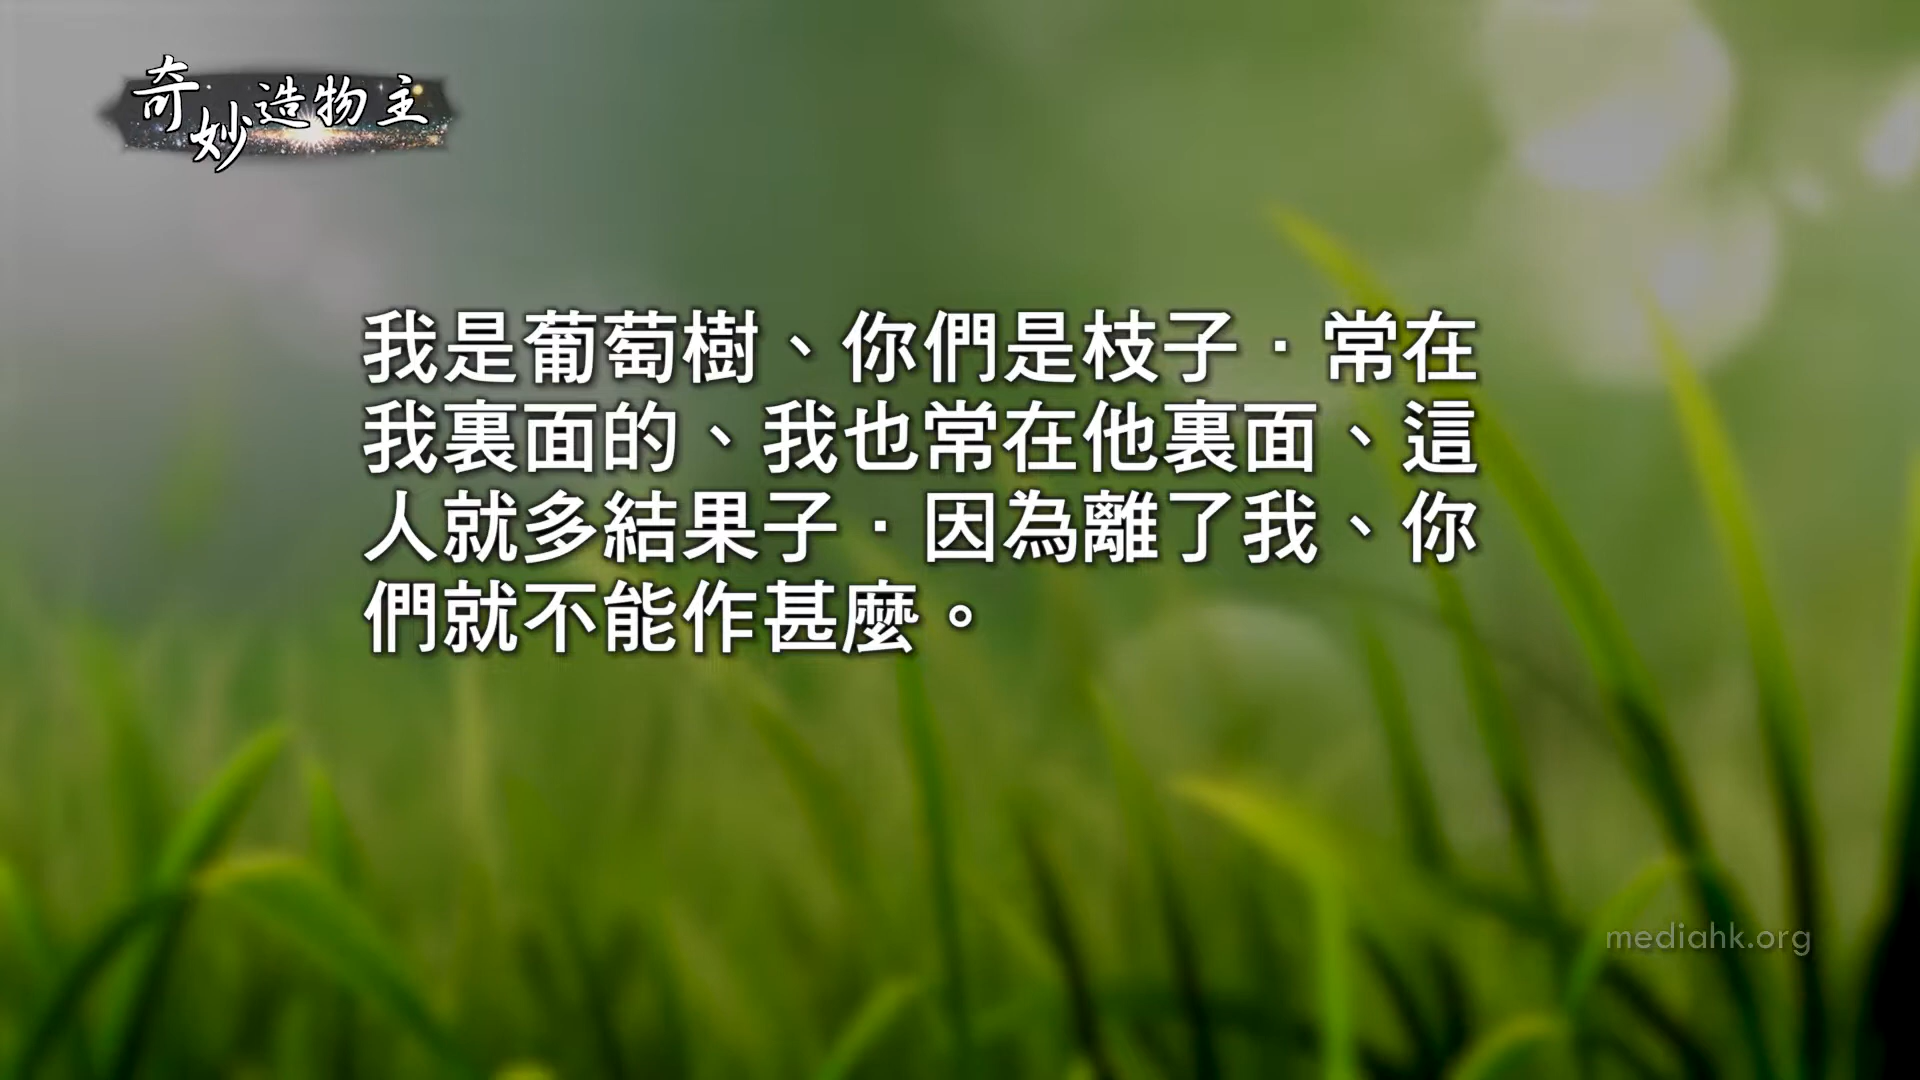 奇妙造物主
我是葡萄樹、你們是枝子．常在
我裏面的、我也常在他裏面、這
人就多結果子．因為離了我、你
們就不能作甚麼。
mediahk.org